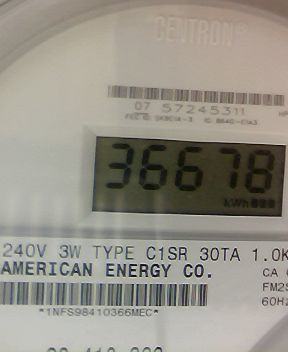 CENTRON®
07 57245311
36678
kWh 888
240V 3W TYPE C1SR 30TA 1.0K
AMERICAN ENERGY CO.
CA
FM2S
60Hz
*1NFS98410366MEC*